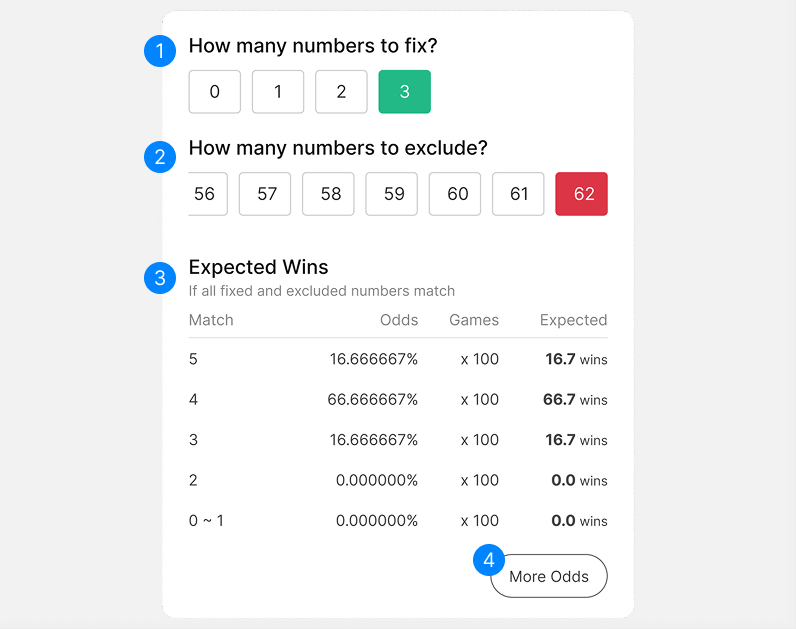 1 How many numbers to fix?
0 1 2 3
2 How many numbers to exclude?
56 57 58 59 60 61 62
3 Expected Wins
If all fixed and excluded numbers match
Match Odds Games Expected
5 16.666667% x 100 16.7 wins
4 66.666667% x 100 66.7 wins
3 16.666667% x 100 16.7 wins
2 0.000000% x 100 0.0 wins
0 ~ 1 0.000000% x 100 0.0 wins
4 More Odds